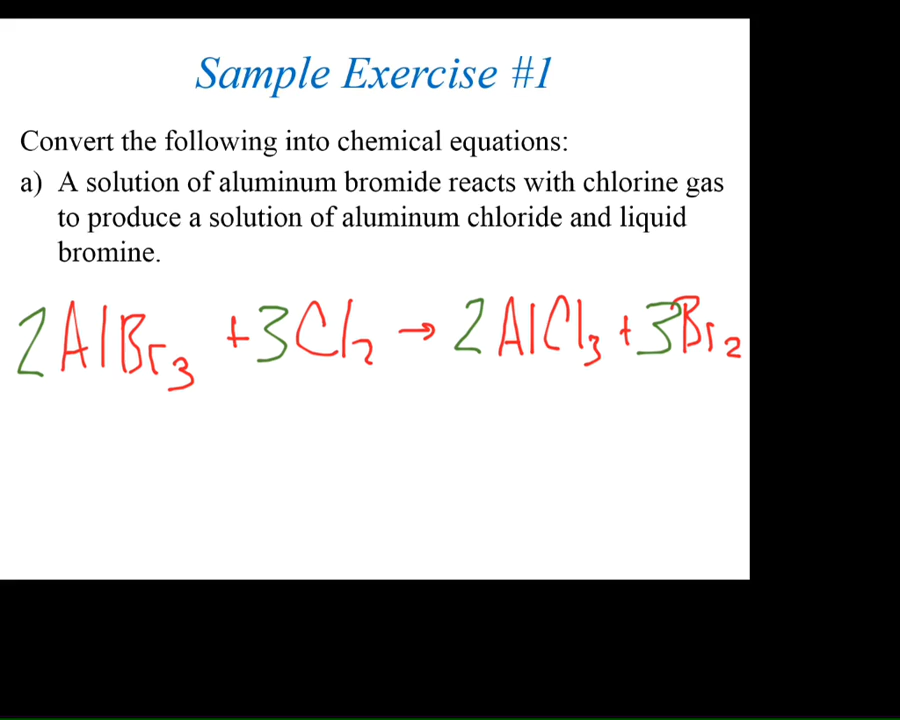 Sample Exercise #1
Convert the following into chemical equations:
a) A solution of aluminum bromide reacts with chlorine gas
to produce a solution of aluminum chloride and liquid
bromine.
2AlBr₃ + 3Cl₂ → 2AlCl₃ + 3Br₂